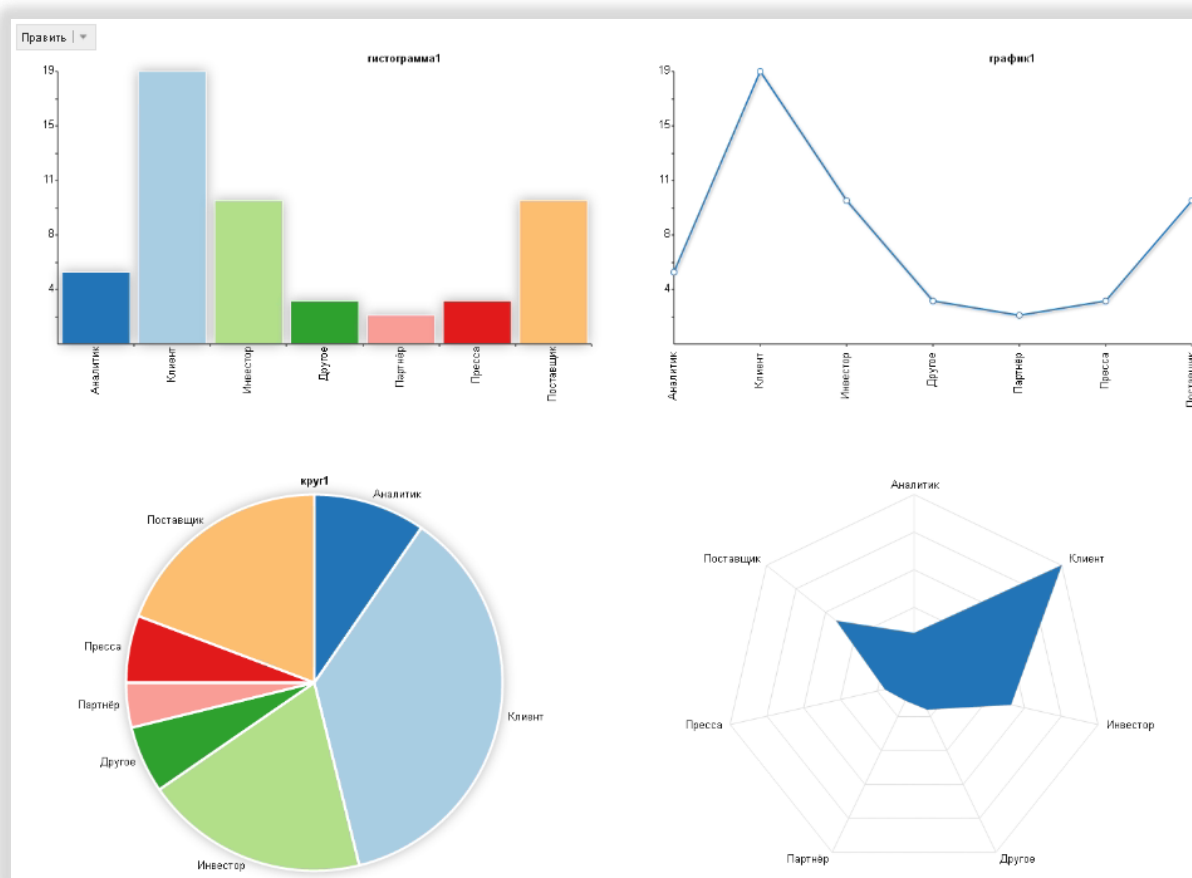 Править
гистограмма1
19
15
11
8
4
Аналитик
Клиент
Инвестор
Другое
Партнёр
Пресса
Поставщик
график1
19
15
11
8
4
Аналитик
Клиент
Инвестор
Другое
Партнёр
Пресса
Поставщик
круг1
Аналитик
Поставщик
Пресса
Партнёр
Клиент
Другое
Инвестор
Аналитик
Поставщик
Клиент
Пресса
Инвестор
Партнёр
Другое